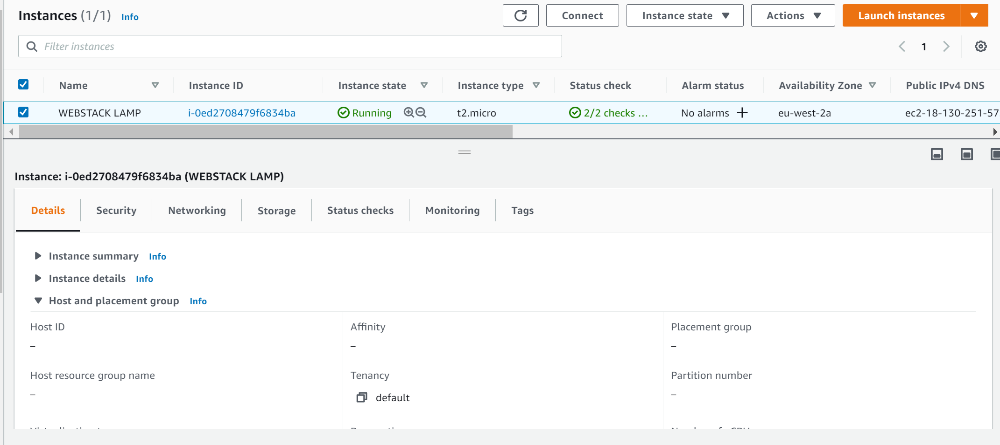 Instances (1/1) Info Connect Instance state Actions Launch instances
Filter instances 1
Name Instance ID Instance state Instance type Status check Alarm status Availability Zone Public IPv4 DNS
WEBSTACK LAMP i-0ed2708479f6834ba Running t2.micro 2/2 checks ... No alarms + eu-west-2a ec2-18-130-251-57
Instance: i-0ed2708479f6834ba (WEBSTACK LAMP)
Details Security Networking Storage Status checks Monitoring Tags
Instance summary Info
Instance details Info
Host and placement group Info
Host ID Affinity Placement group
– – –
Host resource group name Tenancy Partition number
– default –